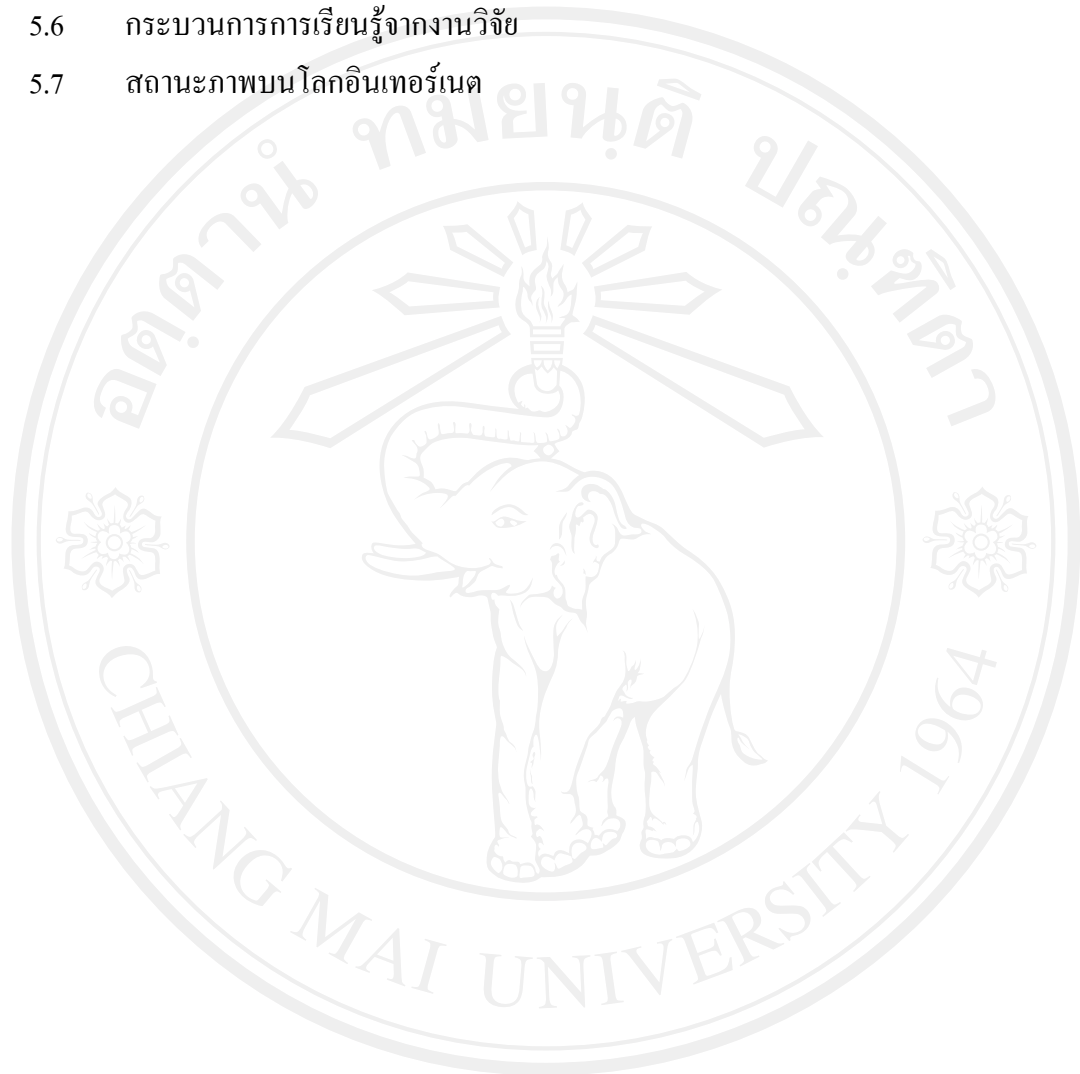 5.6 กระบวนการการเรียนรู้จากงานวิจัย
5.7 สถานะภาพบนโลกอินเทอร์เนต
อตฺตานํ ทมยนฺติ ปณฺฑิตา
CHIANG MAI UNIVERSITY 1964